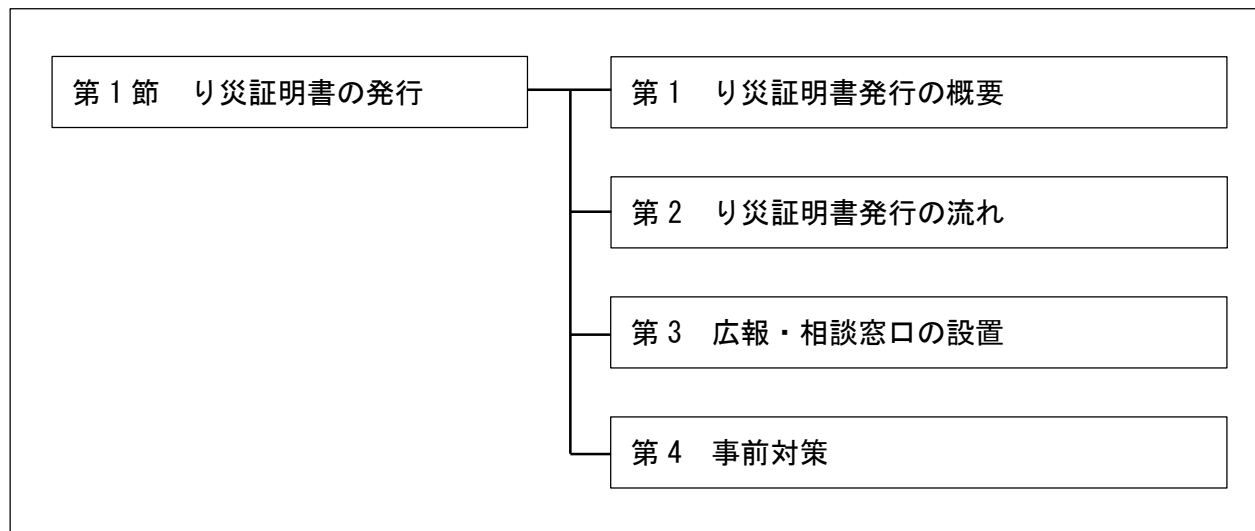 第1節　り災証明書の発行
第1　り災証明書発行の概要
第2　り災証明書発行の流れ
第3　広報・相談窓口の設置
第4　事前対策